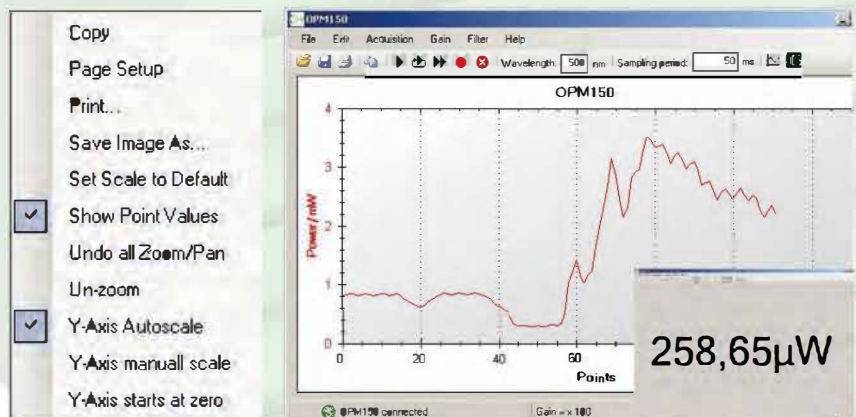 Copy
Page Setup
Print...
Save Image As...
Set Scale to Default
Show Point Values
Undo all Zoom/Pan
Un-zoom
Y-Axis Autoscale
Y-Axis manuall scale
Y-Axis starts at zero
OPM150
File Edit Acquisition Gain Filter Help
Wavelength: 500 nm Sampling period: 50 ms
OPM150
Power / mW
4
3
2
1
0
0 20 40 60
Points
258,65µW
OPM150 connected Gain = x 100